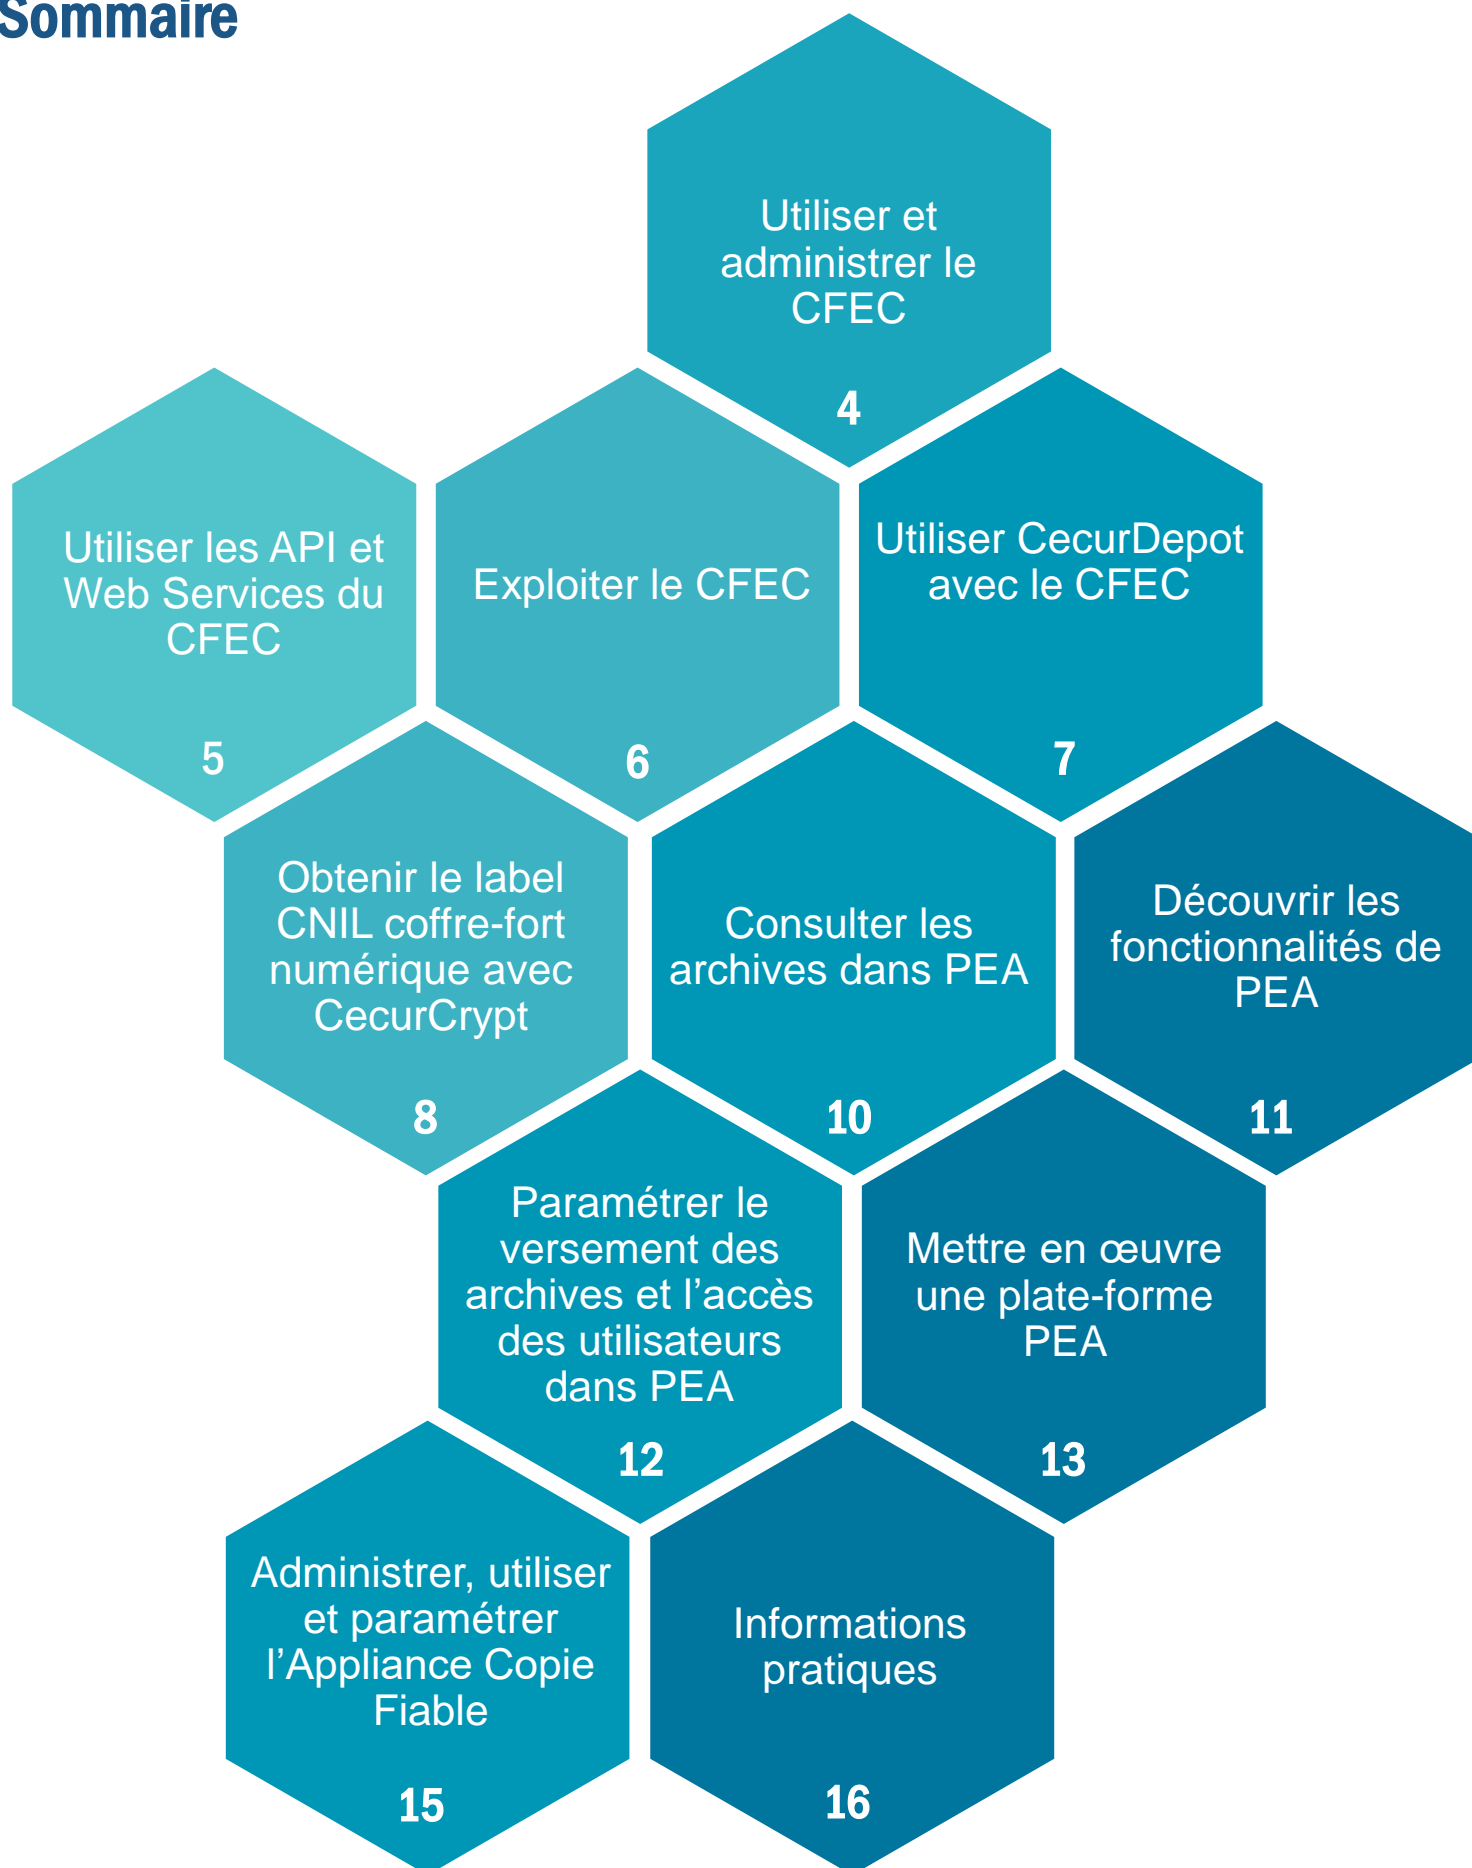 Sommaire
Utiliser et
administrer le
CFEC
4
Utiliser les API et
Web Services du
CFEC
5
Exploiter le CFEC
6
Utiliser CecurDepot
avec le CFEC
7
Obtenir le label
CNIL coffre-fort
numérique avec
CecurCrypt
8
Consulter les
archives dans PEA
10
Découvrir les
fonctionnalités de
PEA
11
Paramétrer le
versement des
archives et l’accès
des utilisateurs
dans PEA
12
Mettre en œuvre
une plate-forme
PEA
13
Administrer, utiliser
et paramétrer
l’Appliance Copie
Fiable
15
Informations
pratiques
16